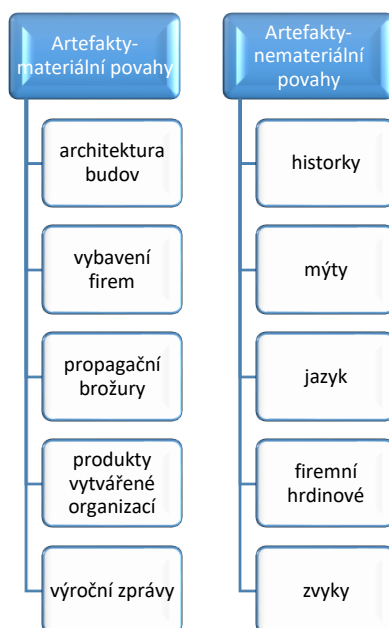 Artefakty-
materiální povahy
architektura
budov
vybavení
firem
propagační
brožury
produkty
vytvářené
organizací
výroční zprávy
Artefakty-
nemateriální
povahy
historky
mýty
jazyk
firemní
hrdinové
zvyky